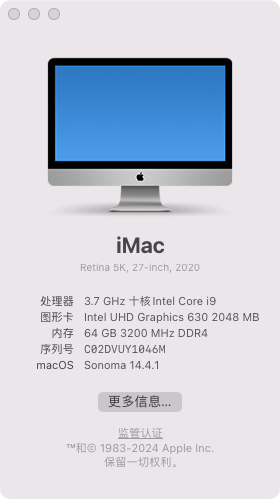 iMac
Retina 5K, 27-inch, 2020
处理器 3.7 GHz 十核Intel Core i9
图形卡 Intel UHD Graphics 630 2048 MB
内存 64 GB 3200 MHz DDR4
序列号 C02DVUY1046M
macOS Sonoma 14.4.1
更多信息...
监管认证
™和© 1983-2024 Apple Inc.
保留一切权利。